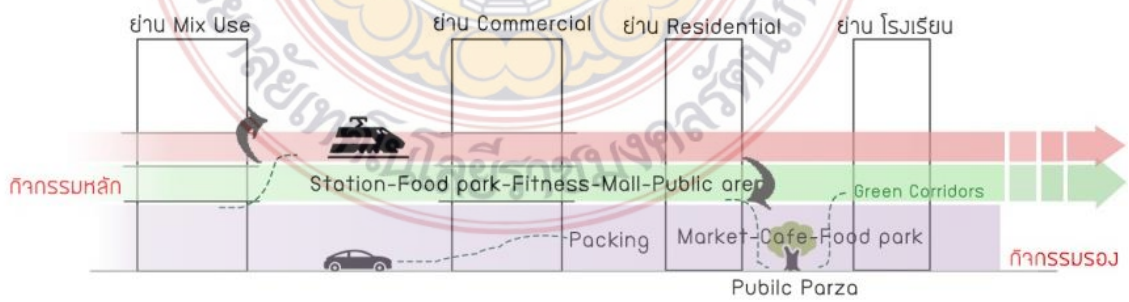 ย่าน Mix Use
ย่าน Commercial
ย่าน Residential
ย่าน โรงเรียน
กิจกรรมหลัก
Station-Food park-Fitness-Mall-Public aren
Green Corridors
Packing
Market-Cafe-Food park
กิจกรรมรอง
Pubilc Parza